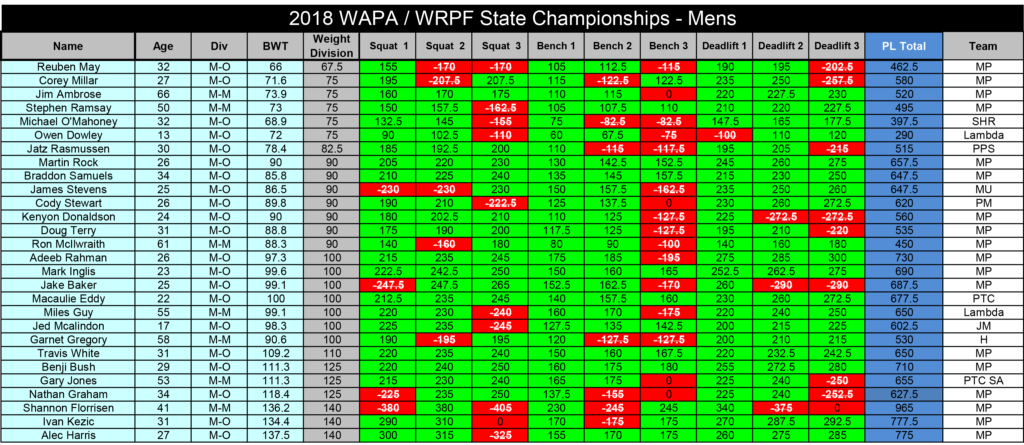 2018 WAPA / WRPF State Championships - Mens
Name Age Div BWT Weight Division Squat 1 Squat 2 Squat 3 Bench 1 Bench 2 Bench 3 Deadlift 1 Deadlift 2 Deadlift 3 PL Total Team
Reuben May 32 M-O 66 67.5 155 -170 -170 105 112.5 -115 190 195 -202.5 462.5 MP
Corey Millar 27 M-O 71.6 75 195 -207.5 207.5 115 -122.5 122.5 235 250 -257.5 580 MP
Jim Ambrose 66 M-M 73.9 75 160 170 175 110 115 0 220 227.5 230 520 MP
Stephen Ramsay 50 M-M 73 75 150 157.5 -162.5 105 107.5 110 210 220 227.5 495 MP
Michael O'Mahoney 32 M-O 68.9 75 132.5 145 -155 75 -82.5 -82.5 147.5 165 177.5 397.5 SHR
Owen Dowley 13 M-O 72 75 90 102.5 -110 60 67.5 -75 -100 110 120 290 Lambda
Jatz Rasmussen 30 M-O 78.4 82.5 185 192.5 200 110 -115 -117.5 195 205 -215 515 PPS
Martin Rock 26 M-O 90 90 205 220 230 130 142.5 152.5 245 260 275 657.5 MP
Braddon Samuels 34 M-O 85.8 90 210 225 240 135 145 157.5 215 230 250 647.5 MP
James Stevens 25 M-O 86.5 90 -230 -230 230 150 157.5 -162.5 235 250 260 647.5 MU
Cody Stewart 26 M-O 89.8 90 190 210 -222.5 125 137.5 0 230 260 272.5 620 PM
Kenyon Donaldson 24 M-O 90 90 180 202.5 210 110 125 -127.5 225 -272.5 -272.5 560 MP
Doug Terry 31 M-O 88.8 90 175 190 200 117.5 125 -127.5 195 210 -220 535 MP
Ron McIlwraith 61 M-M 88.3 90 140 -160 180 80 90 -100 140 160 180 450 MP
Adeeb Rahman 26 M-O 97.3 100 215 235 245 175 185 -195 275 285 300 730 MP
Mark Inglis 23 M-O 99.6 100 222.5 242.5 250 150 160 165 252.5 262.5 275 690 MP
Jake Baker 25 M-O 99.1 100 -247.5 247.5 265 152.5 162.5 -170 260 -290 -290 687.5 MP
Macaulie Eddy 22 M-O 100 100 212.5 235 245 140 157.5 160 230 260 272.5 677.5 PTC
Miles Guy 55 M-M 99.1 100 220 230 -240 160 170 -175 220 240 250 650 Lambda
Jed Mcalindon 17 M-O 98.3 100 225 235 -245 127.5 135 142.5 200 215 225 602.5 JM
Garnet Gregory 58 M-M 90.6 100 190 -195 195 120 -127.5 -127.5 200 210 215 530 H
Travis White 31 M-O 109.2 110 220 235 240 150 160 167.5 220 232.5 242.5 650 MP
Benji Bush 29 M-O 111.3 125 220 240 250 160 175 180 255 272.5 280 710 MP
Gary Jones 53 M-M 111.3 125 215 230 240 165 175 0 225 240 -250 655 PTC SA
Nathan Graham 34 M-O 118.4 125 -225 235 250 137.5 -155 0 225 240 -252.5 627.5 MP
Shannon Florrisen 41 M-M 136.2 140 -380 380 -405 230 -245 245 340 -375 0 965 MP
Ivan Kezic 31 M-O 134.4 140 290 310 0 170 -175 175 270 287.5 292.5 777.5 MP
Alec Harris 27 M-O 137.5 140 300 315 -325 155 170 175 260 275 285 775 MP